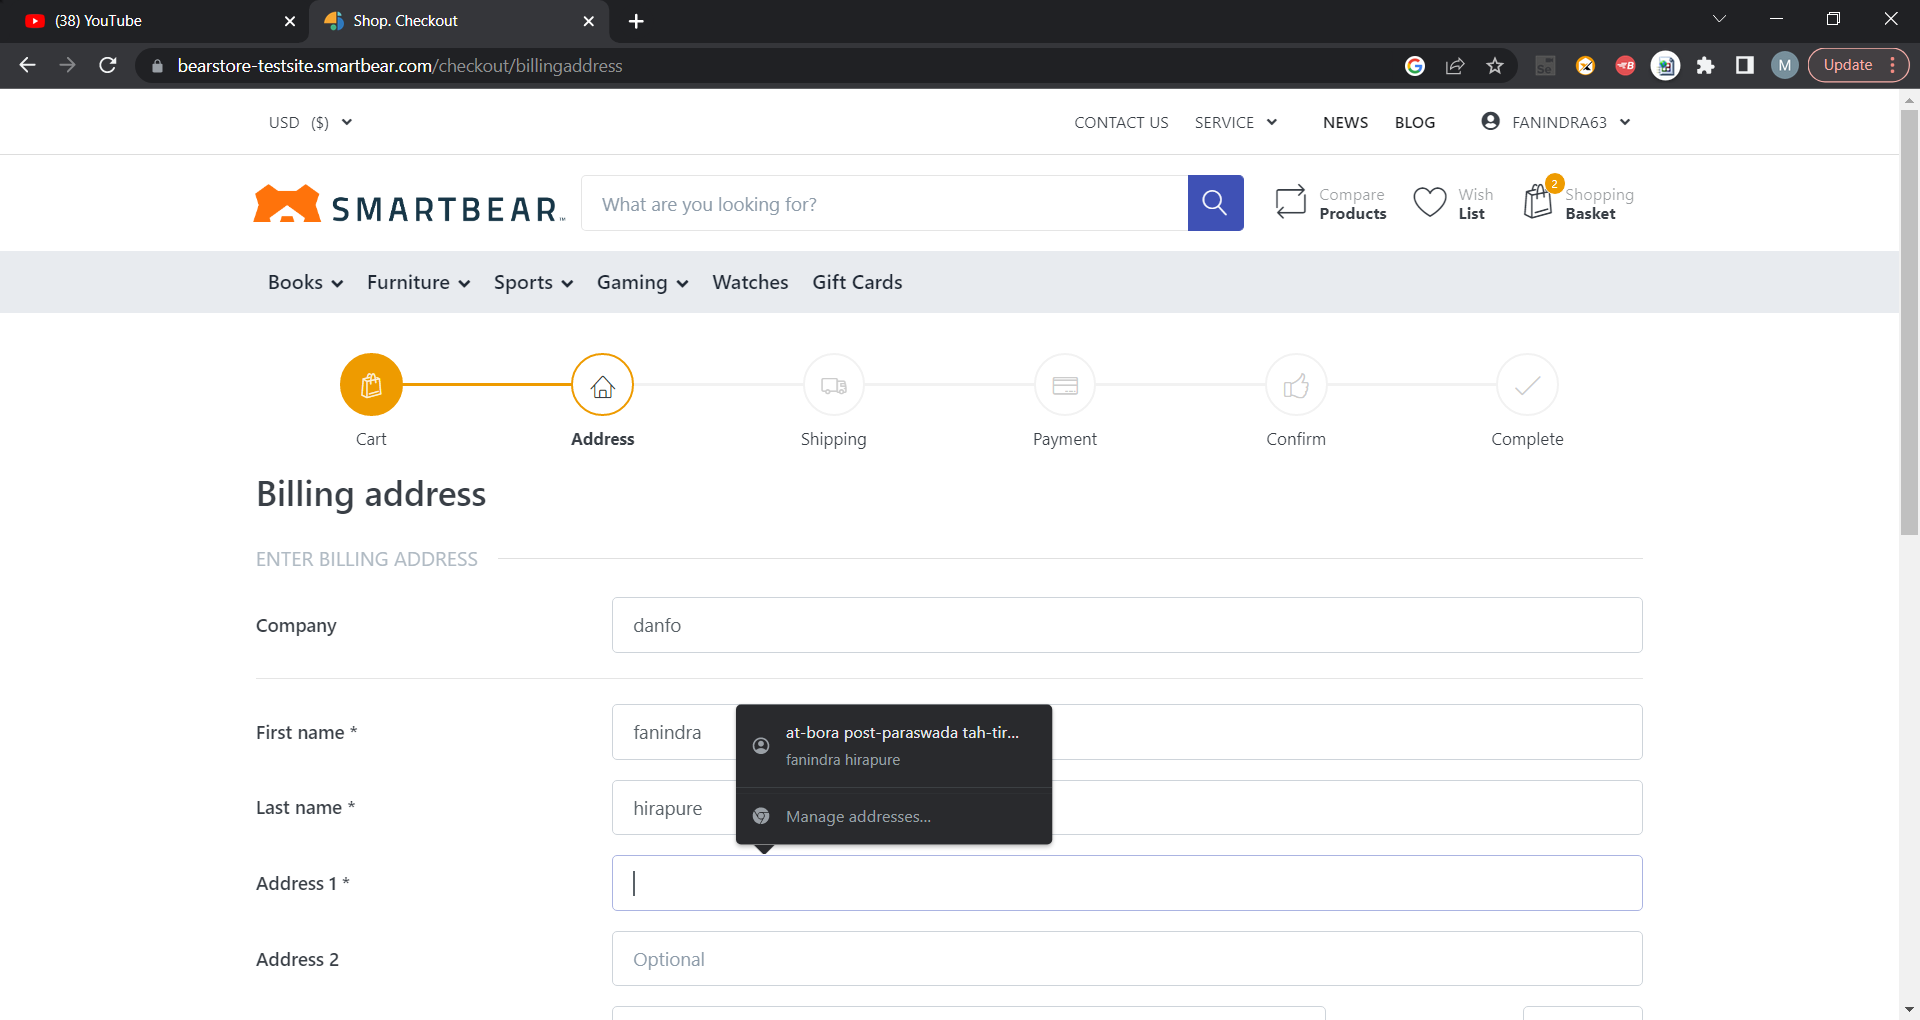 (38) YouTube
Shop. Checkout
bearstore-testsite.smartbear.com/checkout/billingaddress
Se
B
M
Update
USD ($)
CONTACT US
SERVICE
NEWS
BLOG
FANINDRA63
SMARTBEAR™
What are you looking for?
Compare
Products
Wish
List
2
Shopping
Basket
Books
Furniture
Sports
Gaming
Watches
Gift Cards
Cart
Address
Shipping
Payment
Confirm
Complete
Billing address
ENTER BILLING ADDRESS
Company
danfo
First name *
fanindra
at-bora post-paraswada tah-tir...
fanindra hirapure
Last name *
hirapure
Manage addresses...
Address 1 *
Address 2
Optional